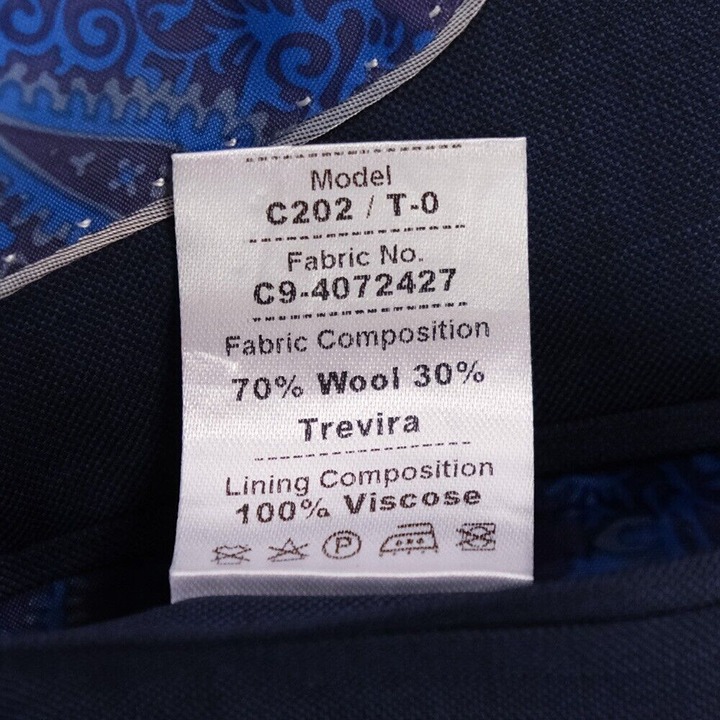 Model
C202 / T-0
Fabric No.
C9-4072427
Fabric Composition
70% Wool 30%
Trevira
Lining Composition
100% Viscose
P